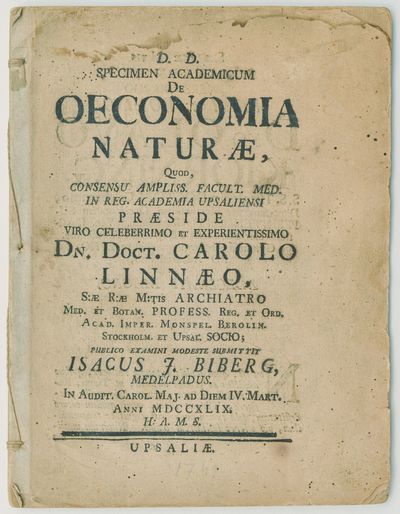 D. D.
SPECIMEN ACADEMICUM
DE
OECONOMIA
NATURÆ,
QUOD,
CONSENSU AMPLISS. FACULT. MED.
IN REG. ACADEMIA UPSALIENSI
PRÆSIDE
VIRO CELEBERRIMO ET EXPERIENTISSIMO
DN. DOCT. CAROLO
LINNÆO,
S:Æ R:Æ M:TIS ARCHIATRO
MED. ET BOTAN. PROFESS. REG. ET ORD.
ACAD. IMPER. MONSPEL. BEROLIN.
STOCKHOLM. ET UPSAL. SOCIO;
PUBLICO EXAMINI MODESTE SUBMITTIT
ISACUS J. BIBERG,
MEDELPADUS.
IN AUDIT. CAROL. MAJ. AD DIEM IV. MART.
ANNI MDCCXLIX.
H. A. M. S.
UPSALIÆ.